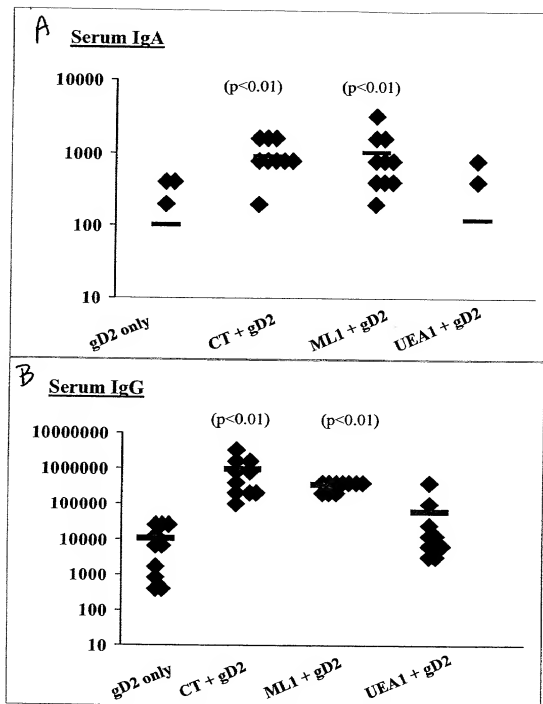 A Serum IgA
(p<0.01) (p<0.01)
10000
1000
100
10
gD2 only CT + gD2 ML1 + gD2 UEA1 + gD2
B Serum IgG
(p<0.01) (p<0.01)
10000000
1000000
100000
10000
1000
100
10
gD2 only CT + gD2 ML1 + gD2 UEA1 + gD2